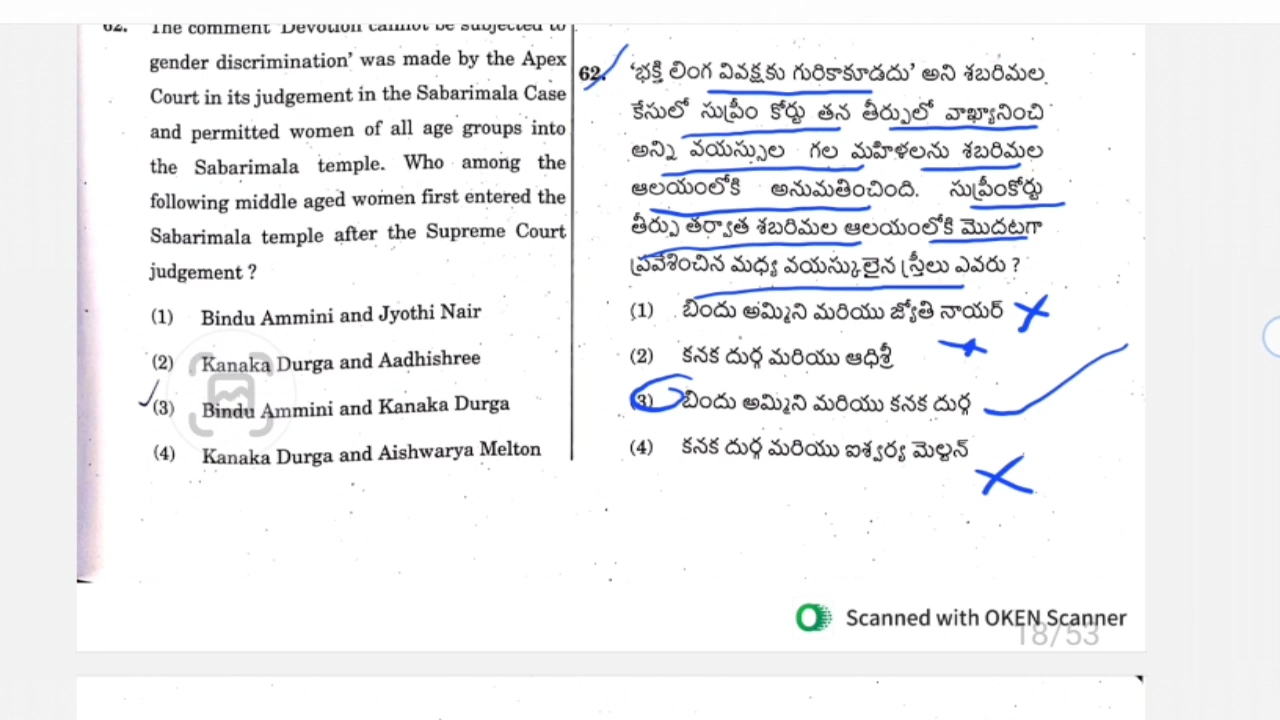 62. The comment 'Devotion cannot be subjected to
gender discrimination' was made by the Apex
Court in its judgement in the Sabarimala Case
and permitted women of all age groups into
the Sabarimala temple. Who among the
following middle aged women first entered the
Sabarimala temple after the Supreme Court
judgement ?
(1) Bindu Ammini and Jyothi Nair
(2) Kanaka Durga and Aadhishree
(3) Bindu Ammini and Kanaka Durga
(4) Kanaka Durga and Aishwarya Melton
62. 'భక్తి లింగ వివక్షకు గురికాకూడదు' అని శబరిమల
కేసులో సుప్రీం కోర్టు తన తీర్పులో వాఖ్యానించి
అన్ని వయస్సుల గల మహిళలను శబరిమల
ఆలయంలోకి అనుమతించింది. సుప్రీంకోర్టు
తీర్పు తర్వాత శబరిమల ఆలయంలోకి మొదటగా
ప్రవేశించిన మధ్య వయస్కులైన స్త్రీలు ఎవరు ?
(1) బిందు అమ్మిని మరియు జ్యోతి నాయర్
(2) కనక దుర్గ మరియు ఆధిశ్రీ
(3) బిందు అమ్మిని మరియు కనక దుర్గ
(4) కనక దుర్గ మరియు ఐశ్వర్య మెల్టన్
Scanned with OKEN Scanner
18/53